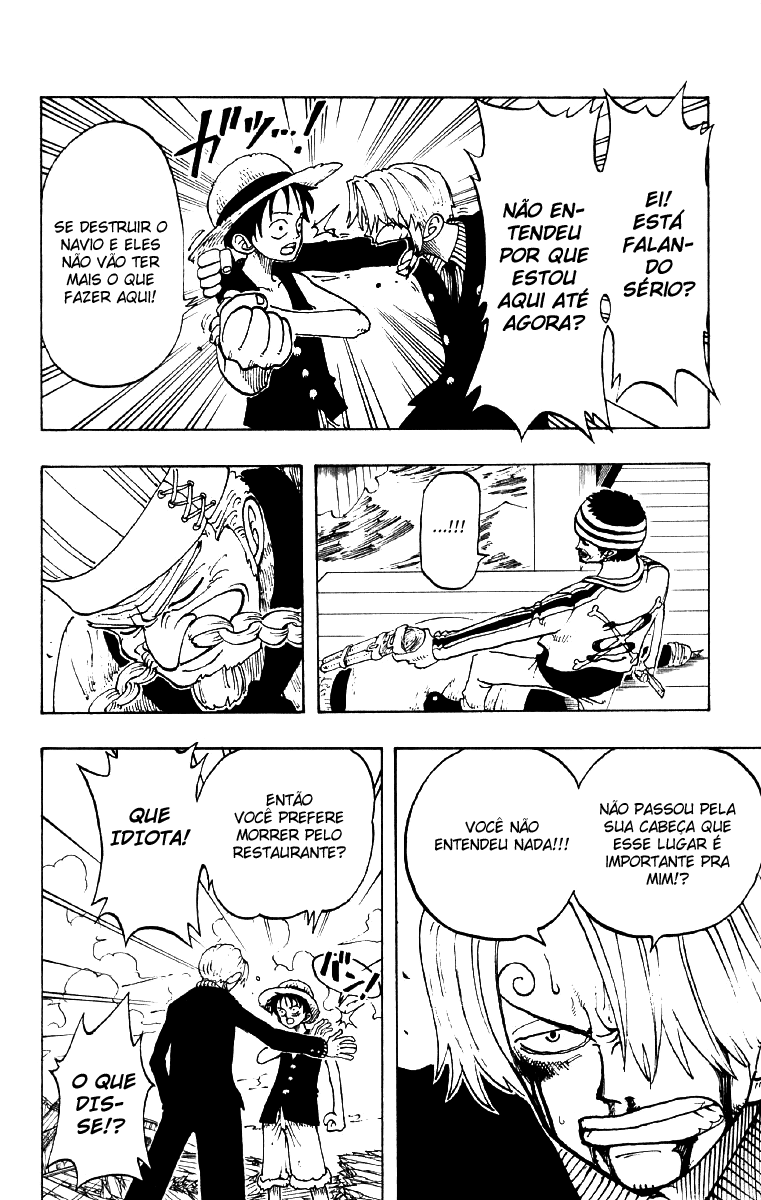 EI!
ESTÁ
FALAN-
DO
SÉRIO?
NÃO EN-
TENDEU
POR QUE
ESTOU
AQUI ATÉ
AGORA?
ガッ…!
SE DESTRUIR O
NAVIO E ELES
NÃO VÃO TER
MAIS O QUE
FAZER AQUI!
...!!!
NÃO PASSOU PELA
SUA CABEÇA QUE
ESSE LUGAR É
IMPORTANTE PRA
MIM!?
VOCÊ NÃO
ENTENDEU NADA!!!
ENTÃO
VOCÊ PREFERE
MORRER PELO
RESTAURANTE?
QUE
IDIOTA!
バン!
O QUE
DIS-
SE!?